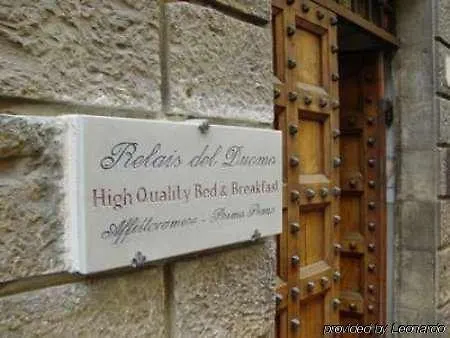 Relais del Duomo
High Quality Bed & Breakfast
Affittacamere - Primo Piano
provided by Leonardo